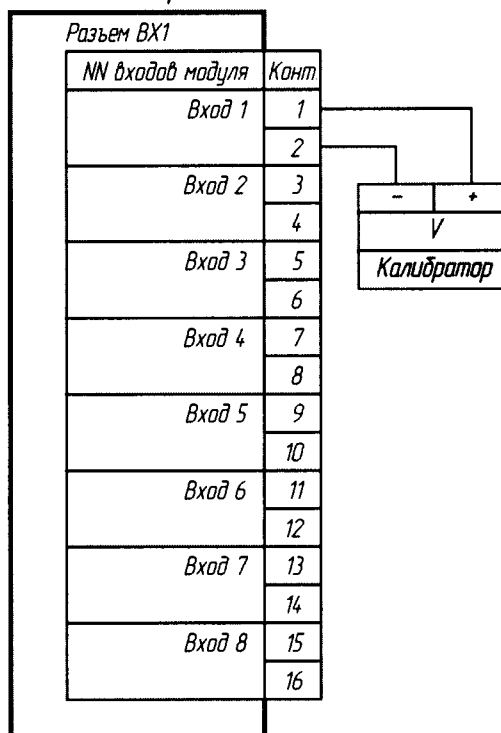 Разъем ВХ1
NN входов модуля Конт
Вход 1 1
2
Вход 2 3
4
Вход 3 5
6
Вход 4 7
8
Вход 5 9
10
Вход 6 11
12
Вход 7 13
14
Вход 8 15
16
- +
V
Калибратор